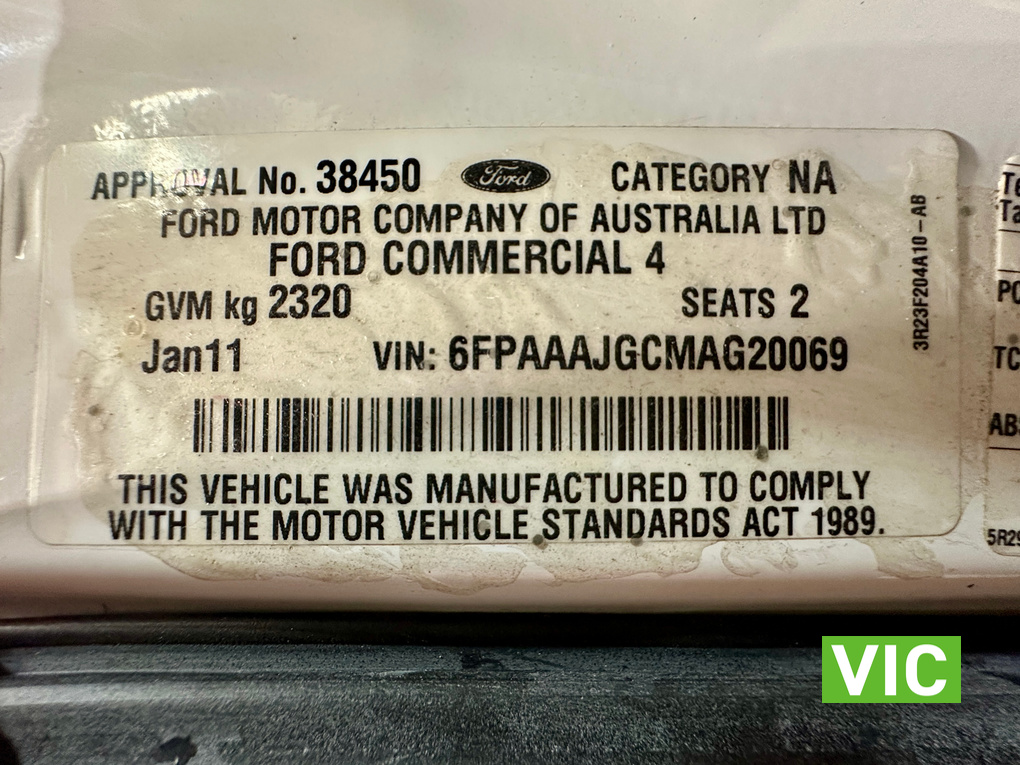 APPROVAL No. 38450 Ford CATEGORY NA
FORD MOTOR COMPANY OF AUSTRALIA LTD
FORD COMMERCIAL 4
GVM kg 2320 SEATS 2
Jan11 VIN: 6FPAAAJGCMAG20069
THIS VEHICLE WAS MANUFACTURED TO COMPLY
WITH THE MOTOR VEHICLE STANDARDS ACT 1989.
3R23F204A10-AB
TC
5R29
VIC